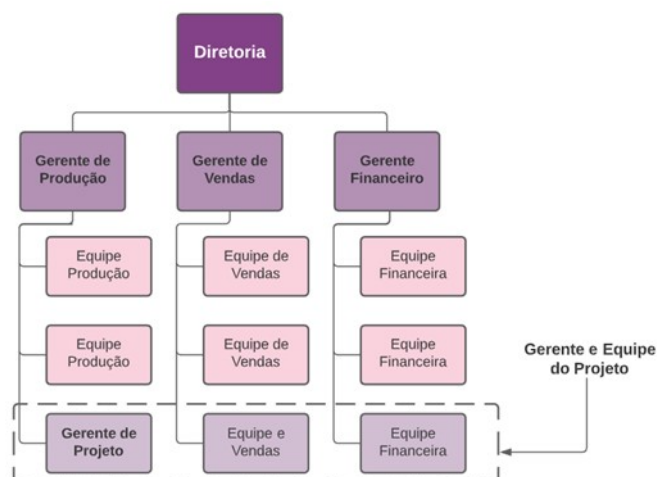 Diretoria
Gerente de
Produção
Gerente de
Vendas
Gerente
Financeiro
Equipe
Produção
Equipe de
Vendas
Equipe
Financeira
Equipe
Produção
Equipe de
Vendas
Equipe
Financeira
Gerente e Equipe
do Projeto
Gerente de
Projeto
Equipe e
Vendas
Equipe
Financeira